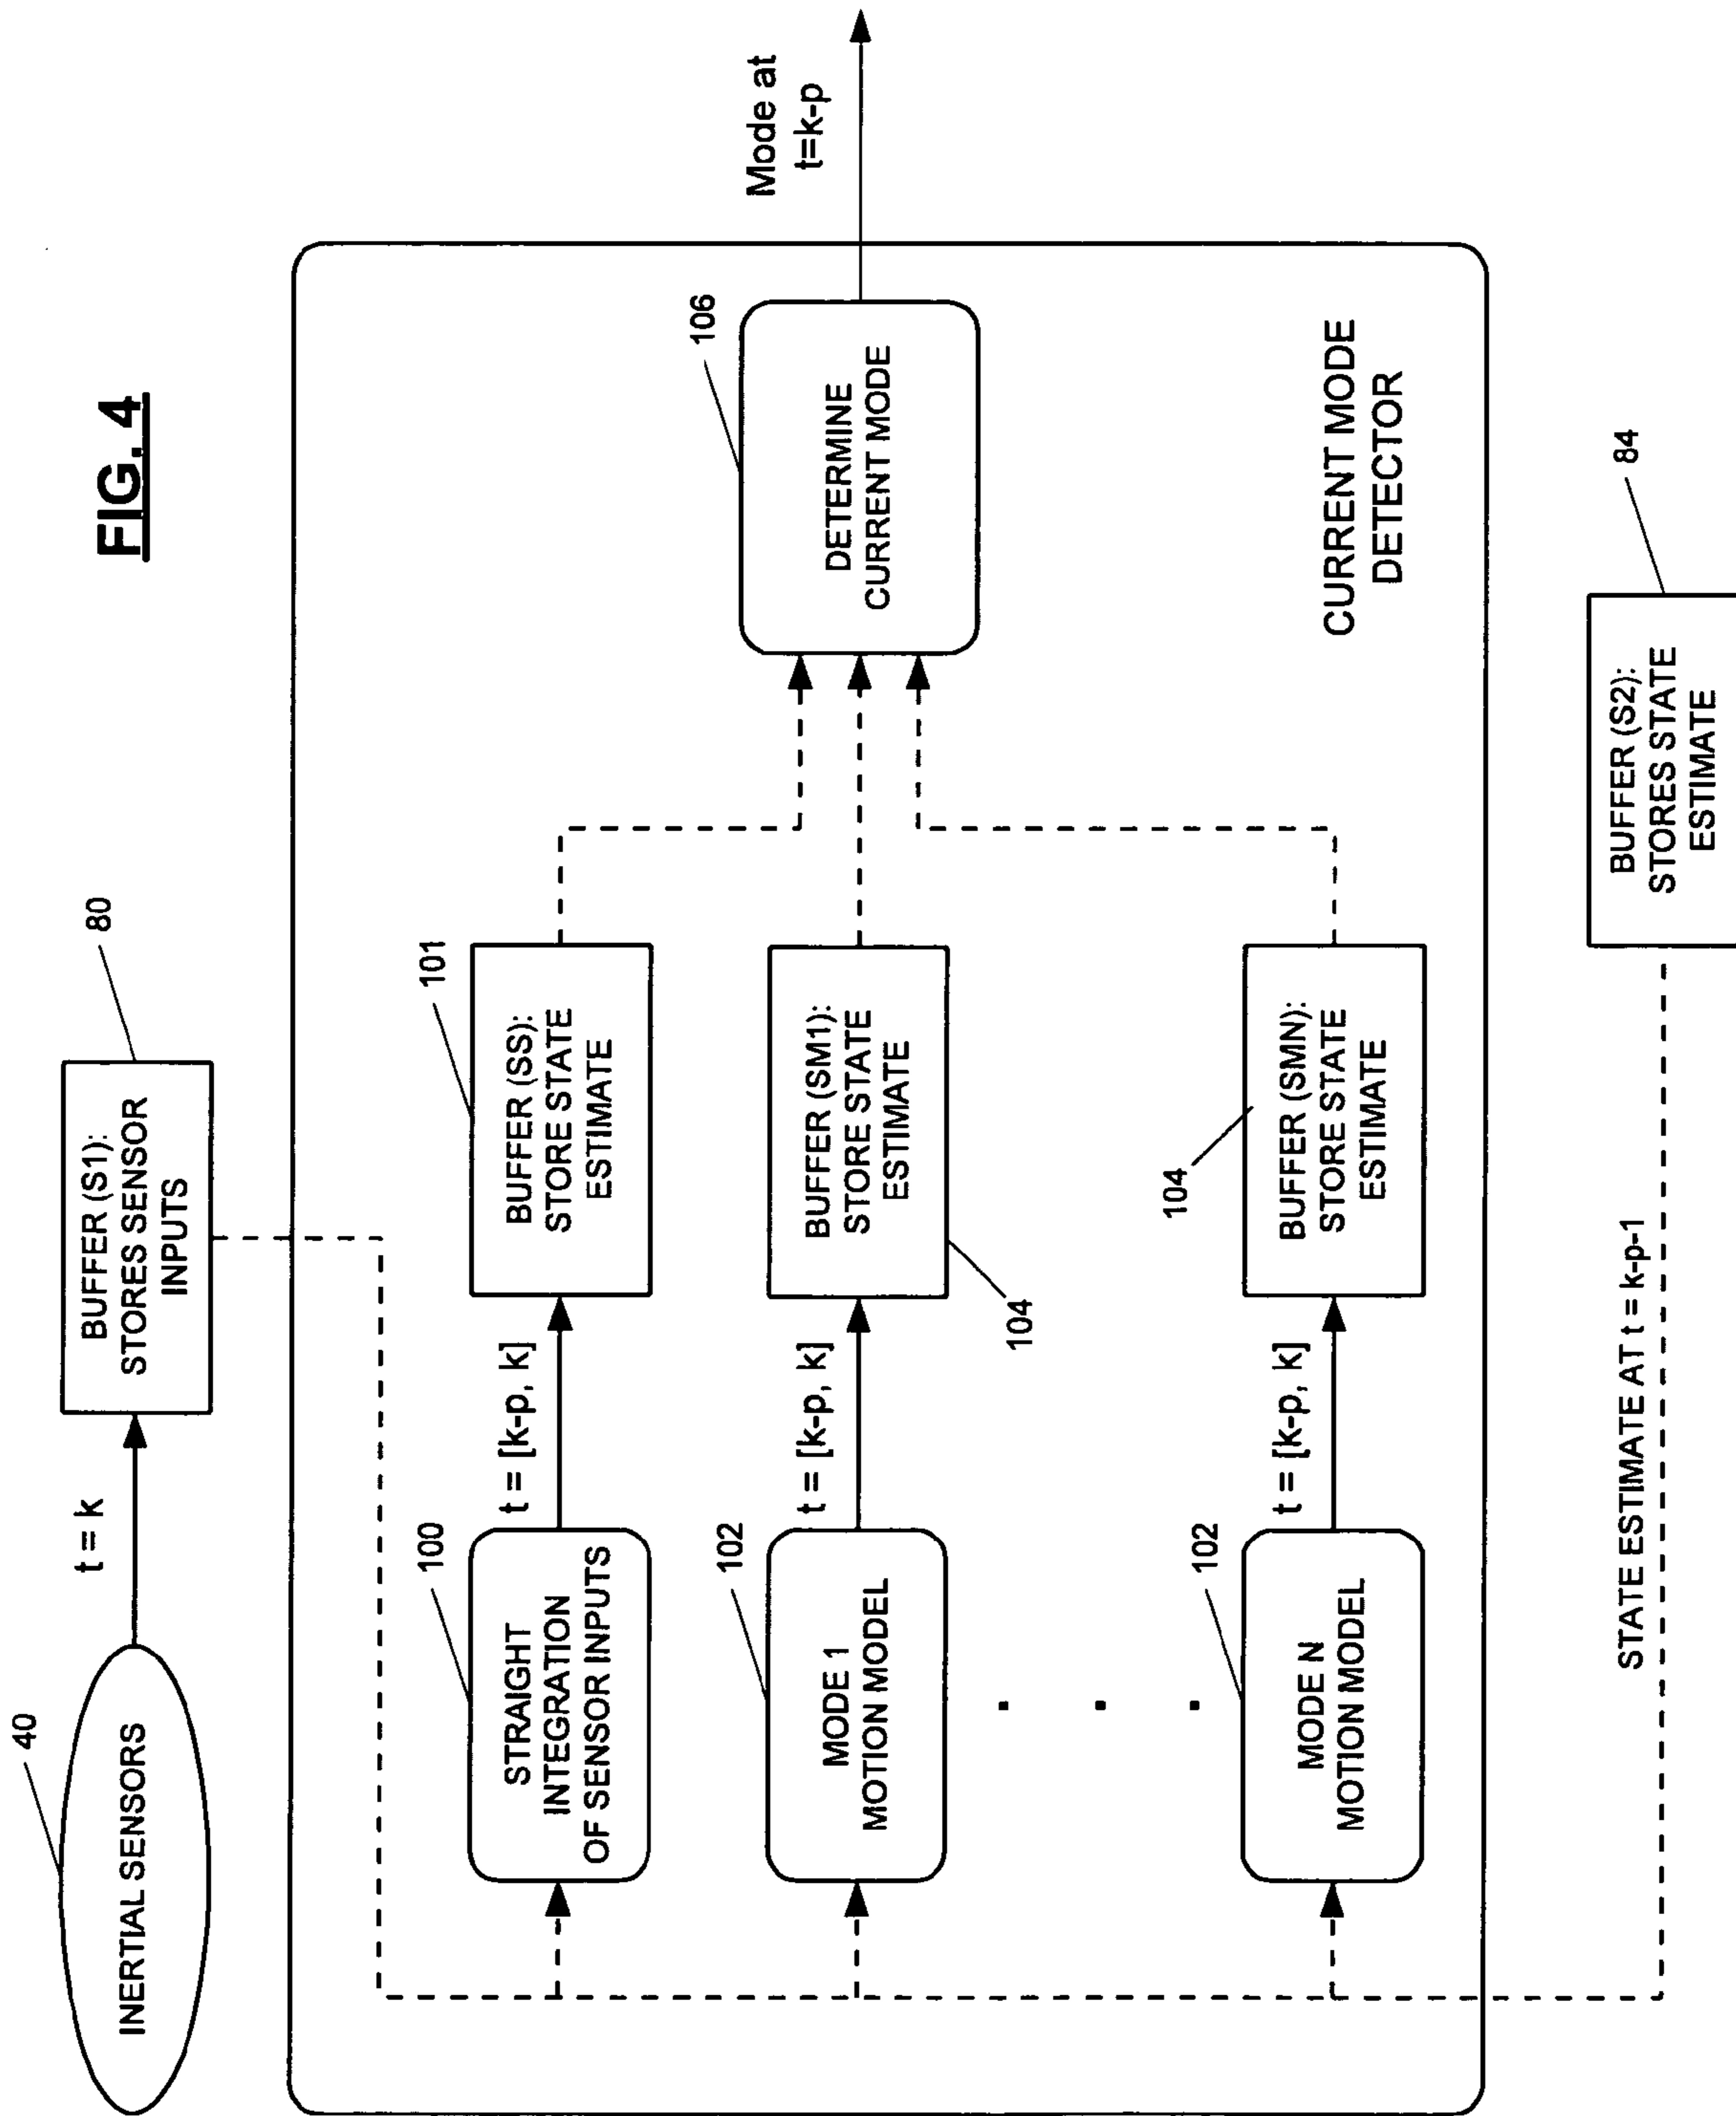 FIG. 4
40
INERTIAL SENSORS
t = k
80
BUFFER (S1):
STORES SENSOR
INPUTS
100
STRAIGHT
INTEGRATION
OF SENSOR INPUTS
t = [k-p, k]
101
BUFFER (SS):
STORE STATE
ESTIMATE
102
MODE 1
MOTION MODEL
t = [k-p, k]
BUFFER (SM1):
STORE STATE
ESTIMATE
104
. . .
102
MODE N
MOTION MODEL
t = [k-p, k]
104
BUFFER (SMN):
STORE STATE
ESTIMATE
106
DETERMINE
CURRENT MODE
Mode at
t=k-p
CURRENT MODE
DETECTOR
STATE ESTIMATE AT t = k-p-1
84
BUFFER (S2):
STORES STATE
ESTIMATE